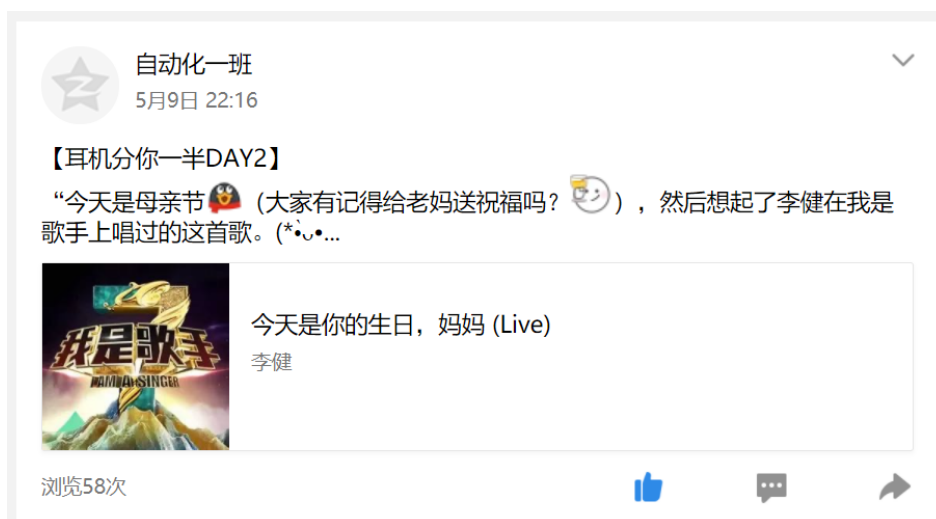 自动化一班
5月9日 22:16
【耳机分你一半DAY2】
“今天是母亲节（大家有记得给老妈送祝福吗？），然后想起了李健在我是
歌手上唱过的这首歌。(*•̀ᴗ•...
我是歌手
I AM A SINGER
今天是你的生日，妈妈 (Live)
李健
浏览58次